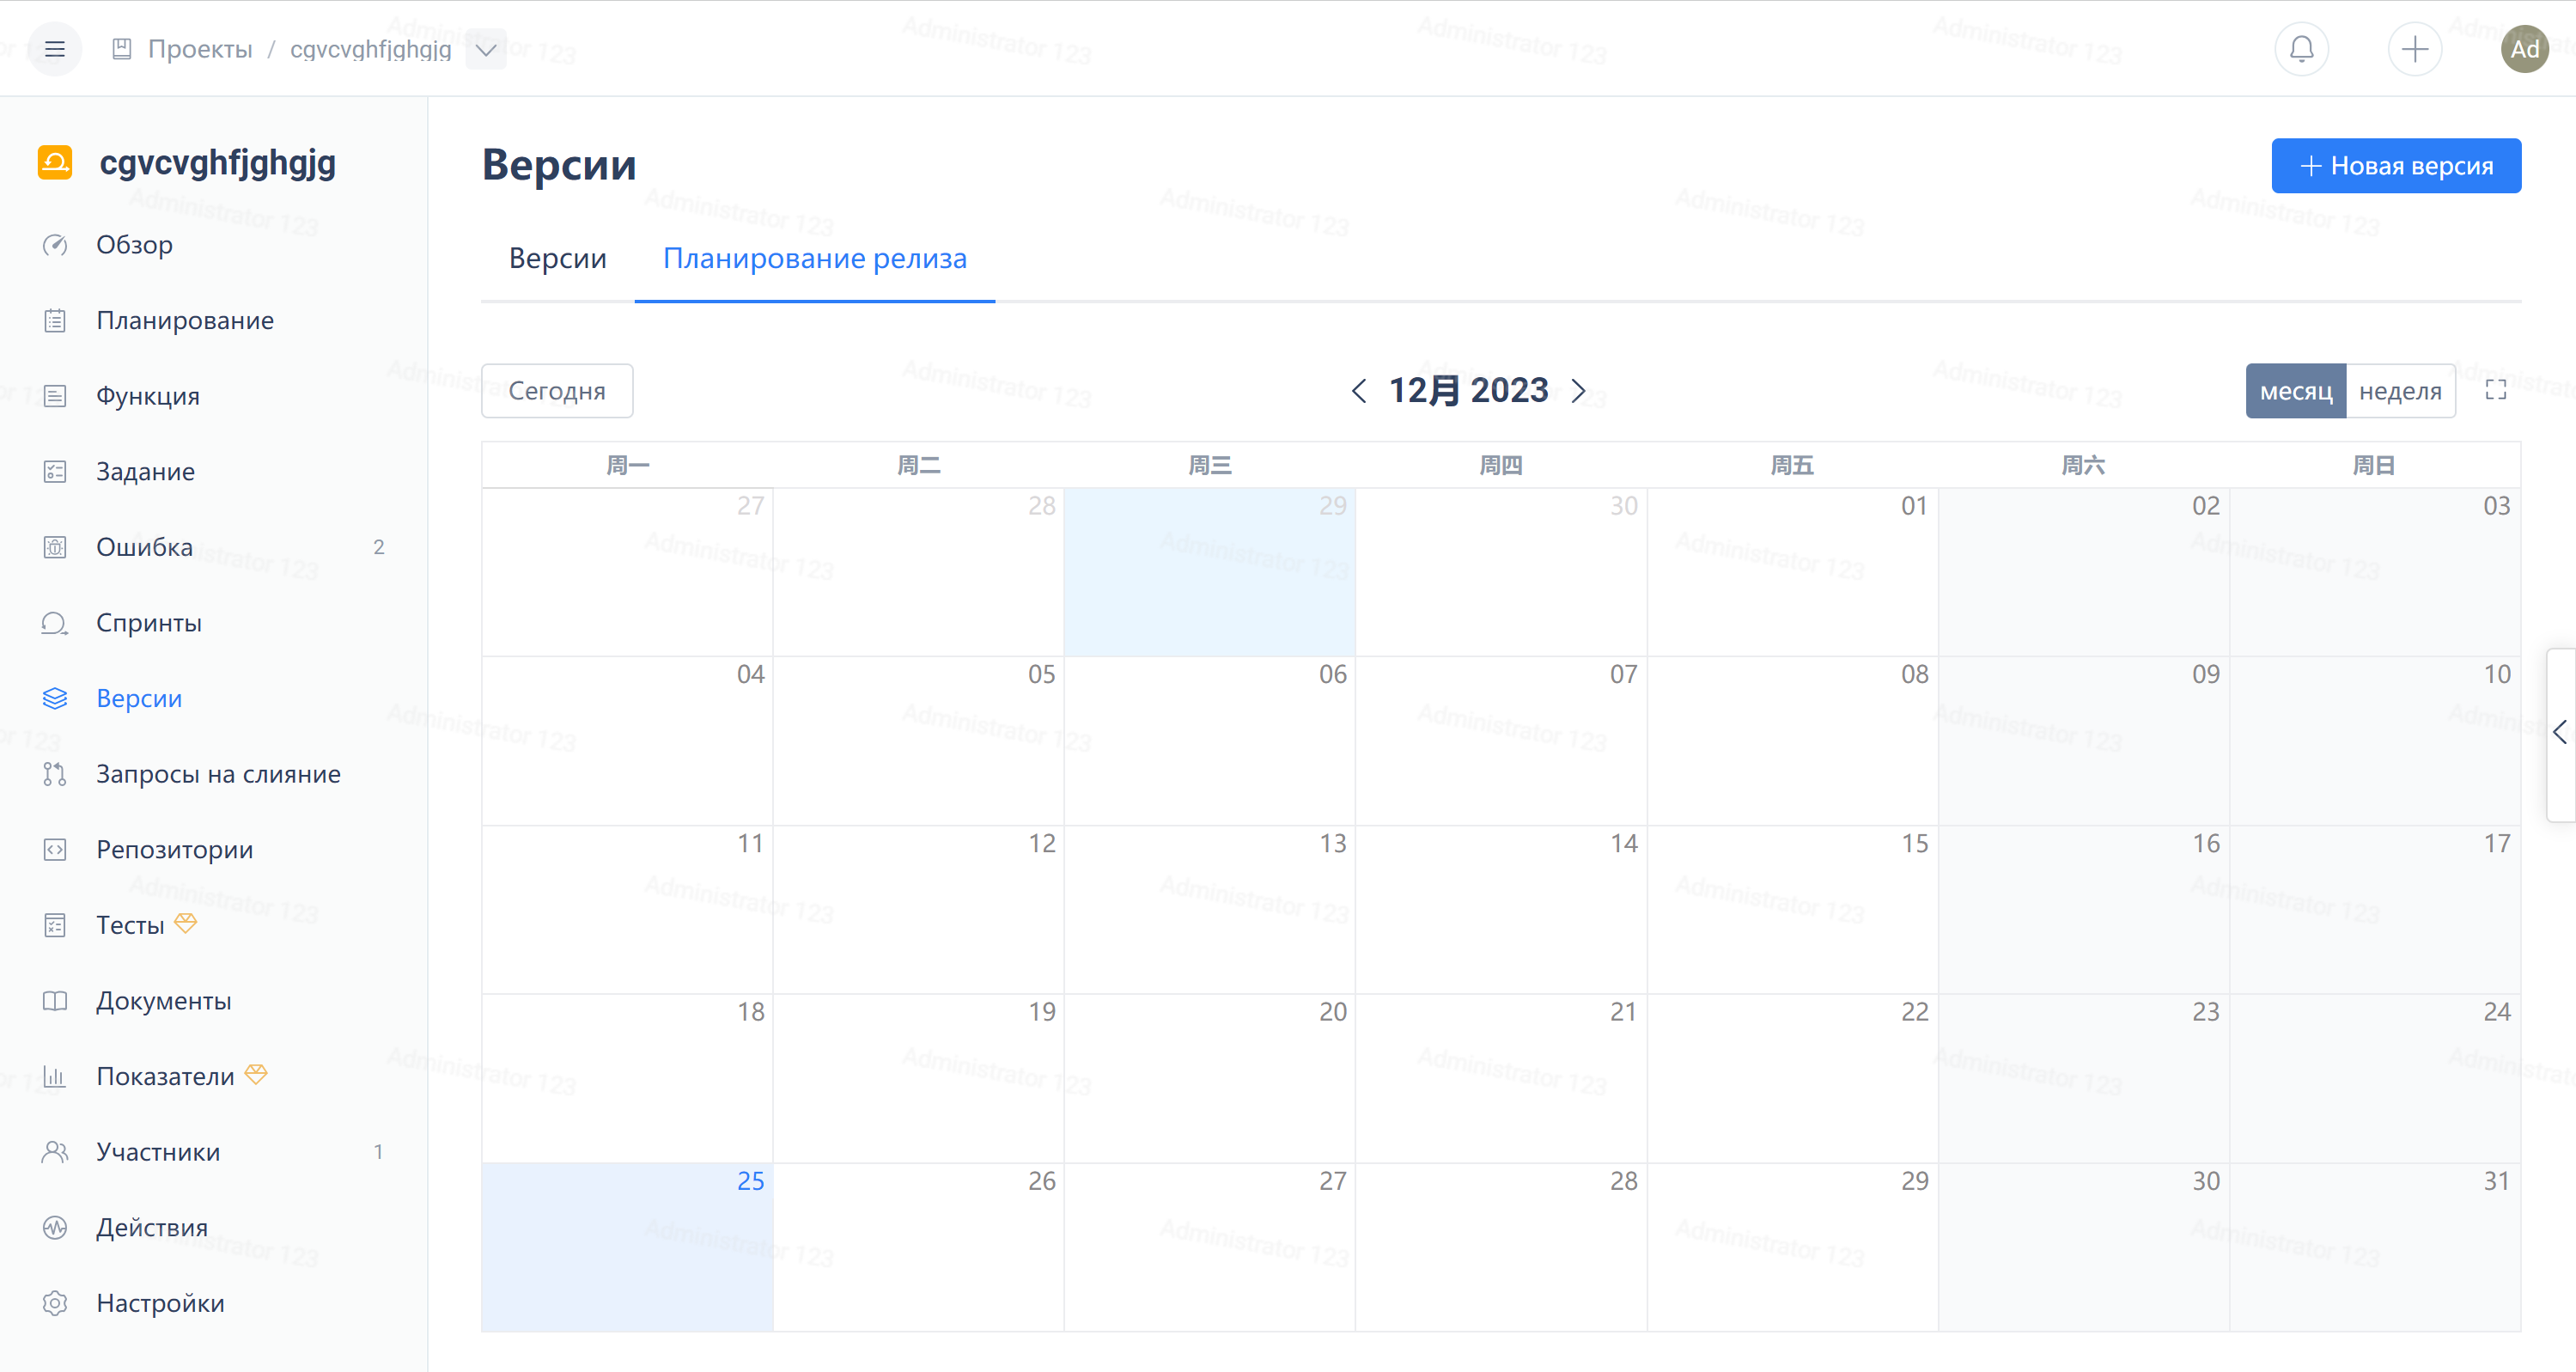 Проекты / cgvcvghfjghgjg
Ad
cgvcvghfjghgjg
Обзор
Планирование
Функция
Задание
Ошибка 2
Спринты
Версии
Запросы на слияние
Репозитории
Тесты
Документы
Показатели
Участники 1
Действия
Настройки
Версии
+ Новая версия
Версии Планирование релиза
Сегодня
12月 2023
месяц неделя
周一 周二 周三 周四 周五 周六 周日
27 28 29 30 01 02 03
04 05 06 07 08 09 10
11 12 13 14 15 16 17
18 19 20 21 22 23 24
25 26 27 28 29 30 31
Administrator 123